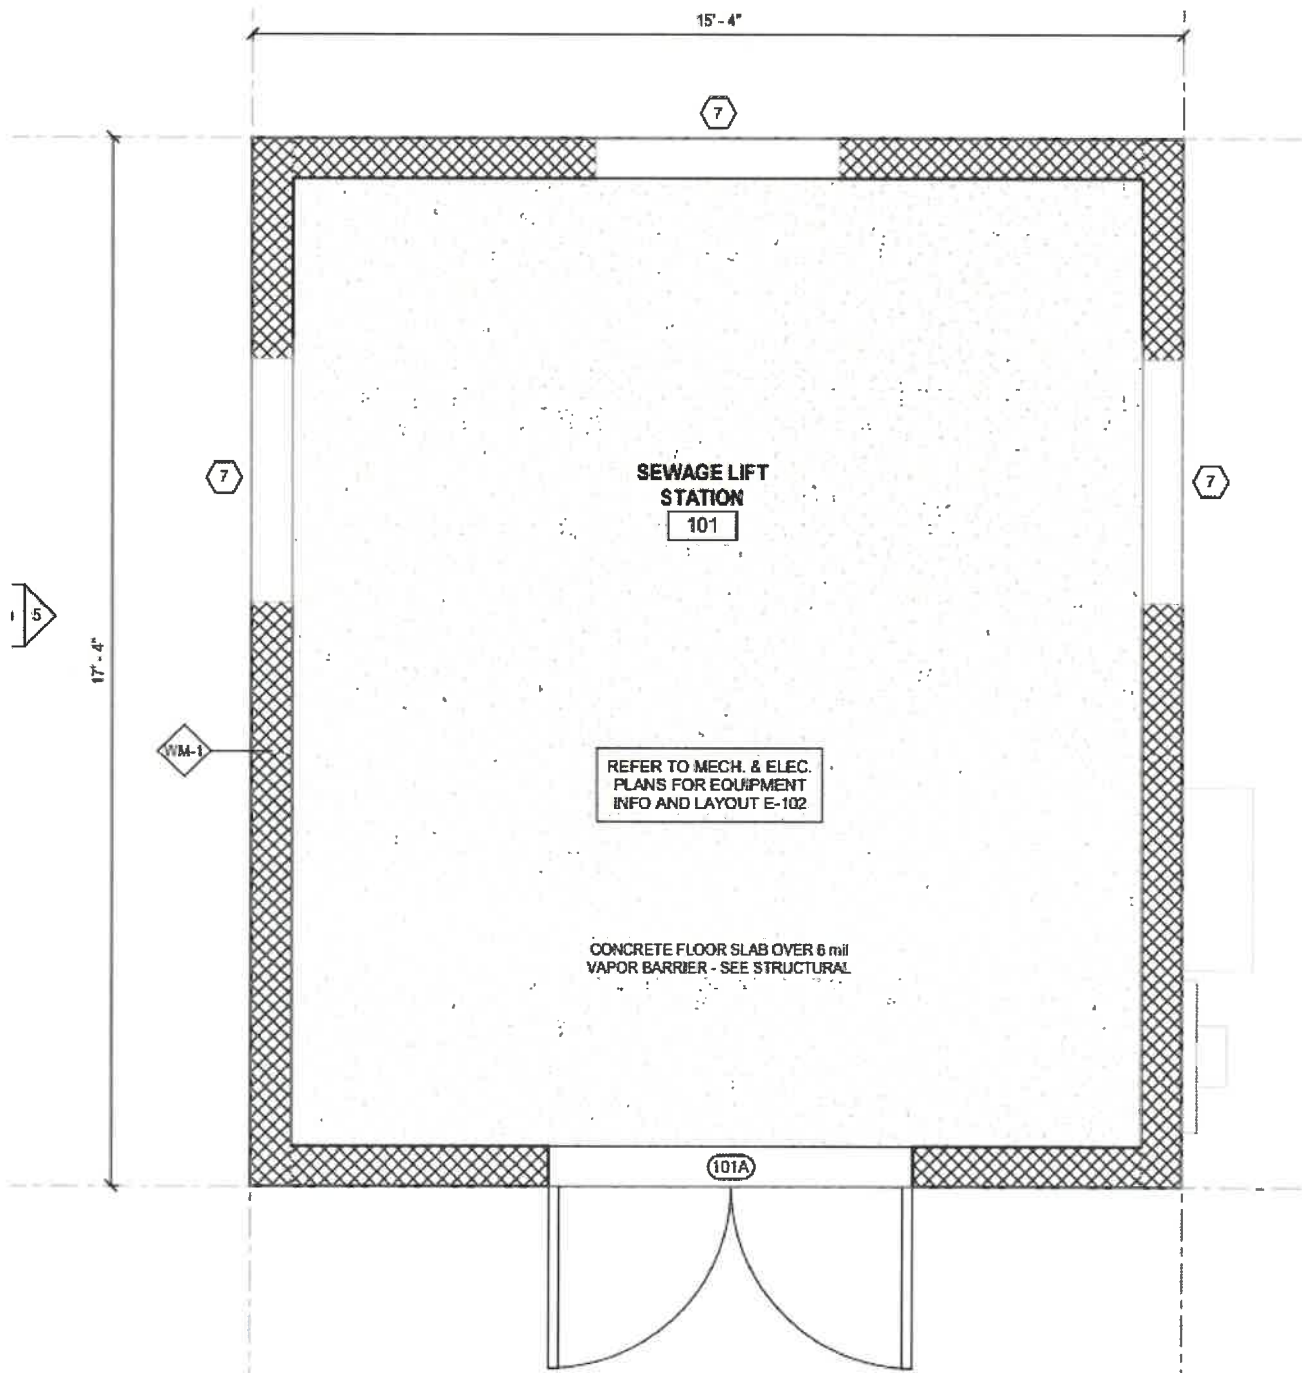 15' - 4"
7
SEWAGE LIFT
STATION
101
7
7
5
17' - 4"
WM-1
REFER TO MECH. & ELEC.
PLANS FOR EQUIPMENT
INFO AND LAYOUT E-102
CONCRETE FLOOR SLAB OVER 6 mil
VAPOR BARRIER - SEE STRUCTURAL
101A